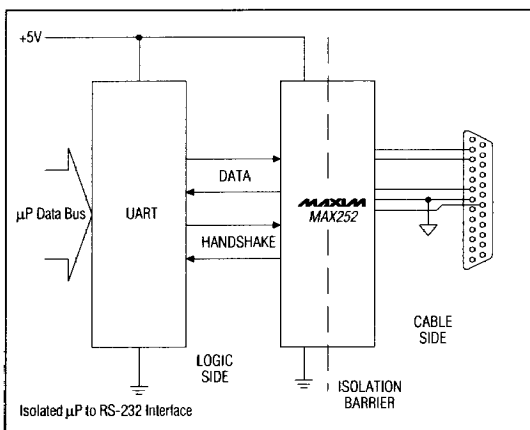 +5V
µP Data Bus
UART
DATA
HANDSHAKE
MAXIM
MAX252
LOGIC
SIDE
CABLE
SIDE
ISOLATION
BARRIER
Isolated µP to RS-232 Interface